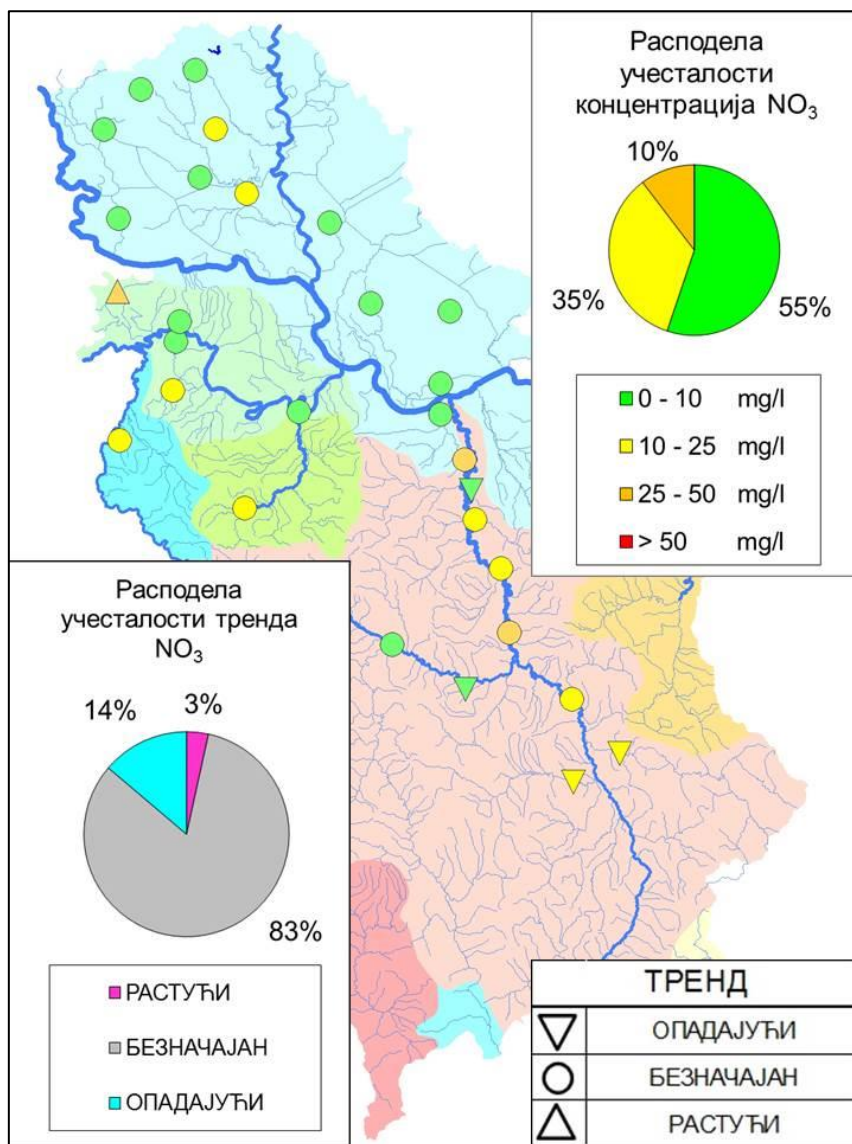 Расподела
учесталости
концентрација NO₃
10%
35%
55%
0 - 10 mg/l
10 - 25 mg/l
25 - 50 mg/l
> 50 mg/l
Расподела
учесталости тренда
NO₃
14%
3%
83%
РАСТУЋИ
БЕЗНАЧАЈАН
ОПАДАЈУЋИ
ТРЕНД
ОПАДАЈУЋИ
БЕЗНАЧАЈАН
РАСТУЋИ